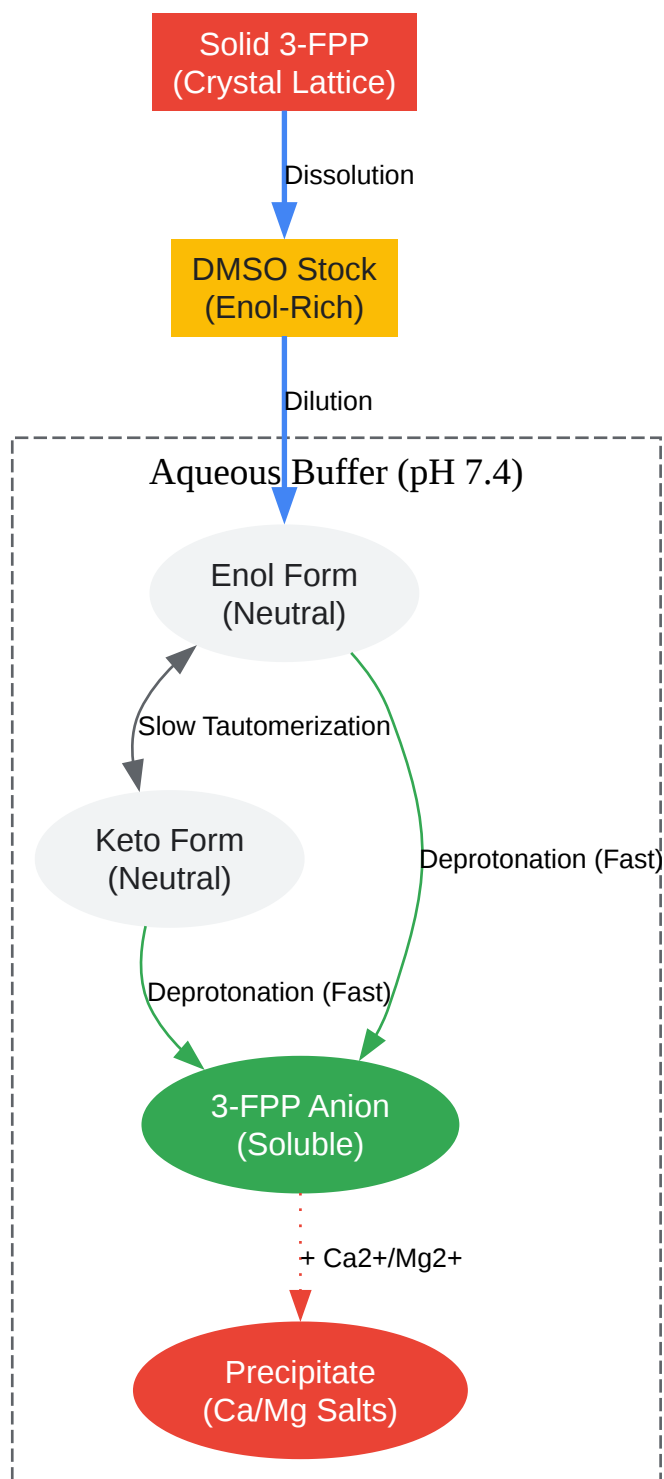 Solid 3-FPP
(Crystal Lattice)
Dissolution
DMSO Stock
(Enol-Rich)
Dilution
Aqueous Buffer (pH 7.4)
Enol Form
(Neutral)
Slow Tautomerization
Keto Form
(Neutral)
Deprotonation (Fast)
Deprotonation (Fast)
3-FPP Anion
(Soluble)
+ Ca2+/Mg2+
Precipitate
(Ca/Mg Salts)